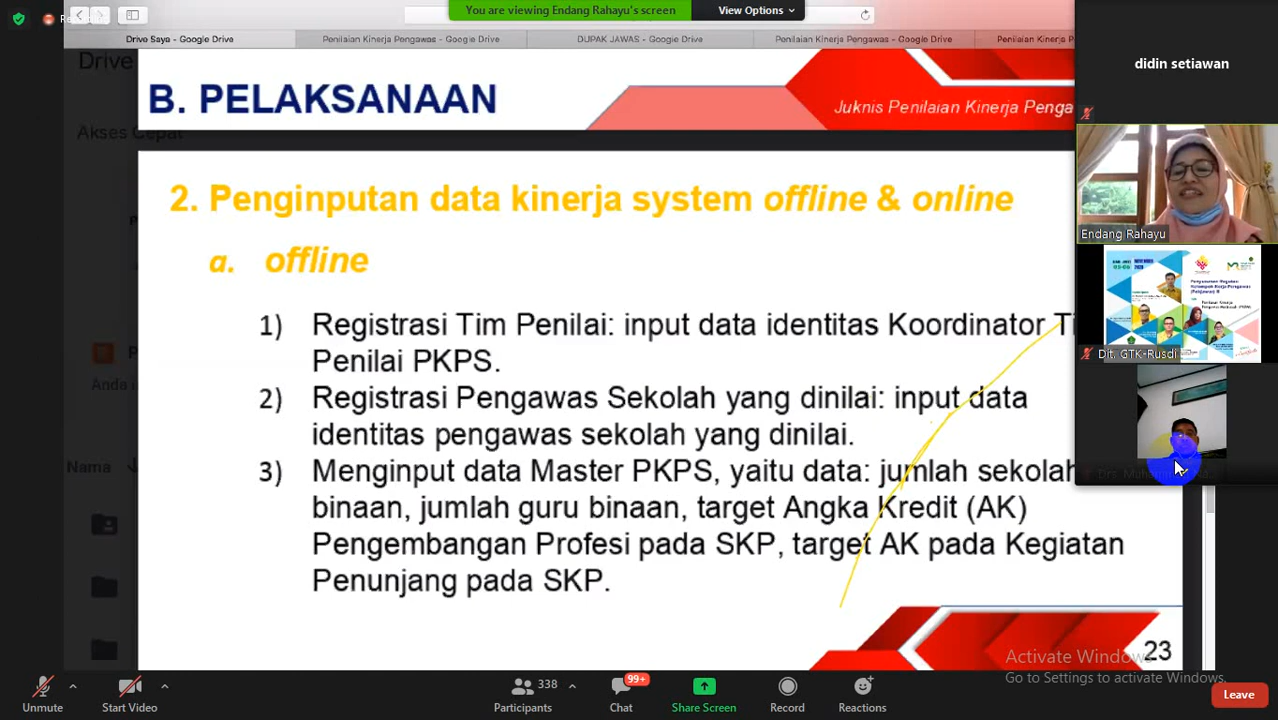 You are viewing Endang Rahayu's screen
View Options
Drive Saya - Google Drive
Penilaian Kinerja Pengawas - Google Drive
DUPAK JAWAS - Google Drive
Penilaian Kinerja Pengawas - Google Drive
Penilaian Kinerja P
Drive
Akses Cepat
Nama
B. PELAKSANAAN
Juknis Penilaian Kinerja Penga
2. Penginputan data kinerja system offline & online
a. offline
1) Registrasi Tim Penilai: input data identitas Koordinator Ti
Penilai PKPS.
2) Registrasi Pengawas Sekolah yang dinilai: input data
identitas pengawas sekolah yang dinilai.
3) Menginput data Master PKPS, yaitu data: jumlah sekolah
binaan, jumlah guru binaan, target Angka Kredit (AK)
Pengembangan Profesi pada SKP, target AK pada Kegiatan
Penunjang pada SKP.
23
didin setiawan
Endang Rahayu
Dit. GTK-Rusdi
Activate Windows
Go to Settings to activate Windows.
Unmute
Start Video
338
Participants
99+
Chat
Share Screen
Record
Reactions
Leave